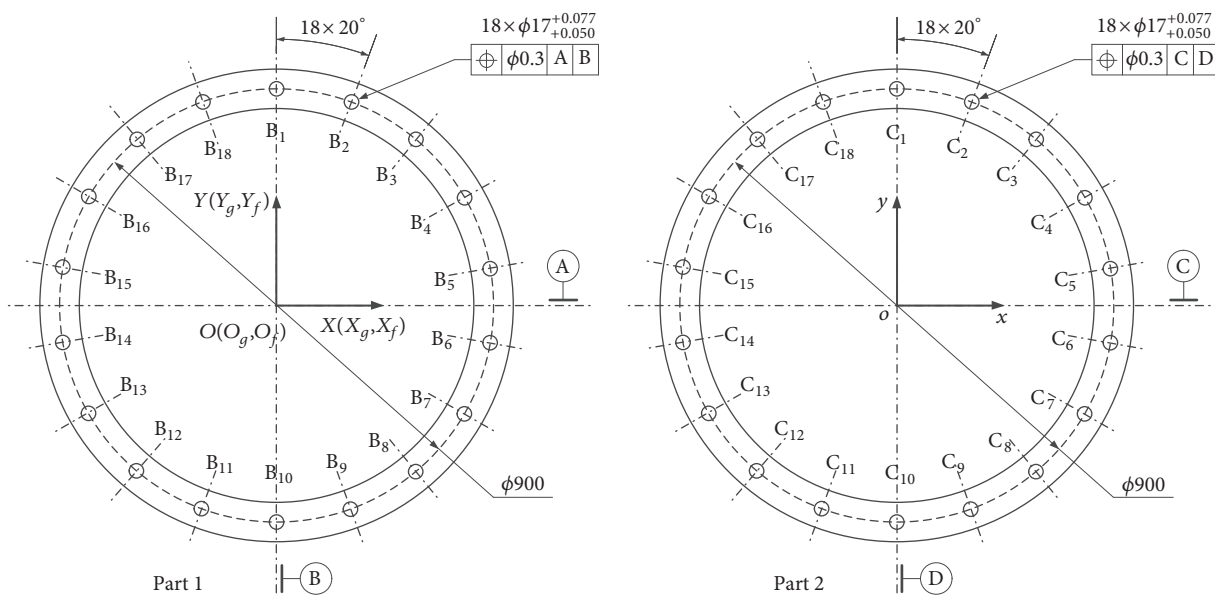 18×20°
18×ϕ17 +0.077 +0.050
⌖ ϕ0.3 A B
B1
B2
B3
B4
B5
B6
B7
B8
B9
B10
B11
B12
B13
B14
B15
B16
B17
B18
Y(Yg,Yf)
X(Xg,Xf)
O(Og,Of)
A
ϕ900
B
Part 1
18×20°
18×ϕ17 +0.077 +0.050
⌖ ϕ0.3 C D
C1
C2
C3
C4
C5
C6
C7
C8
C9
C10
C11
C12
C13
C14
C15
C16
C17
C18
y
x
o
C
ϕ900
D
Part 2